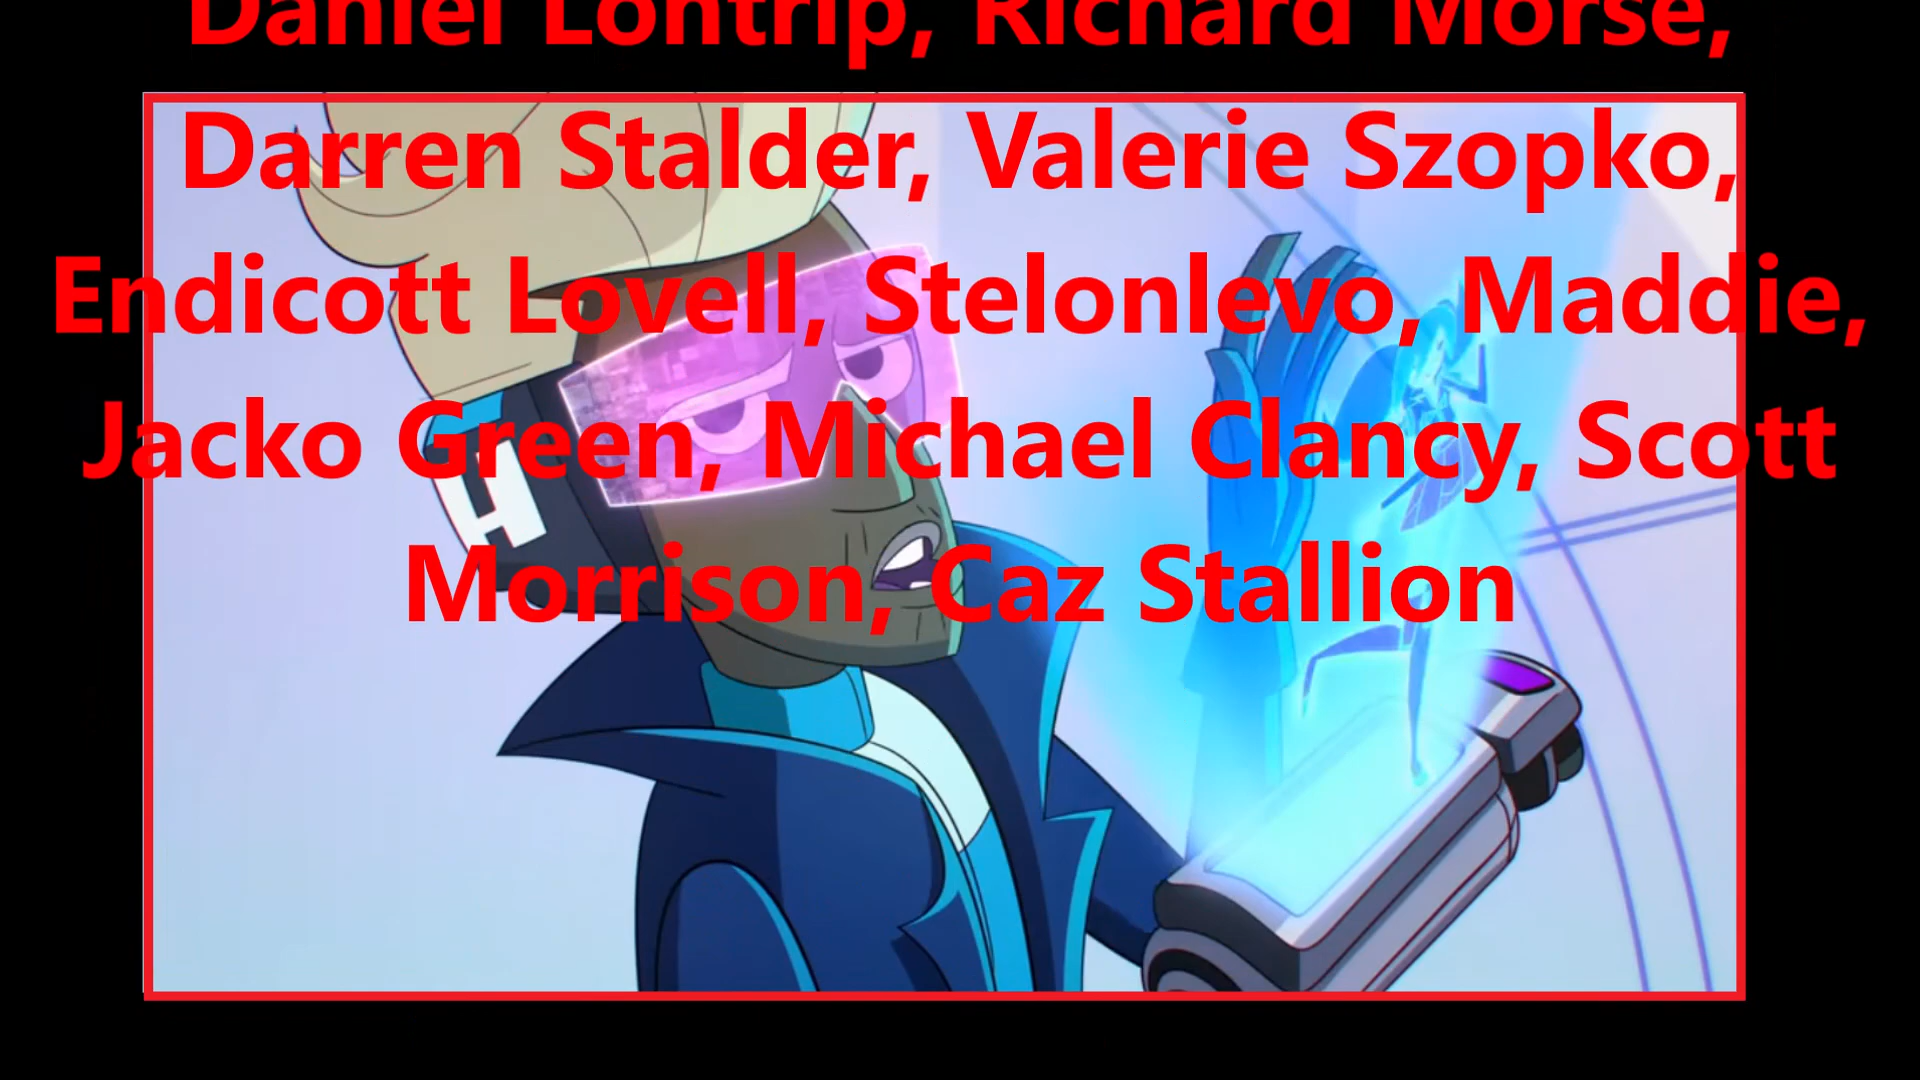 Daniel Lontrip, Richard Morse,
Darren Stalder, Valerie Szopko,
Endicott Lovell, Stelonlevo, Maddie,
Jacko Green, Michael Clancy, Scott
Morrison, Caz Stallion
H